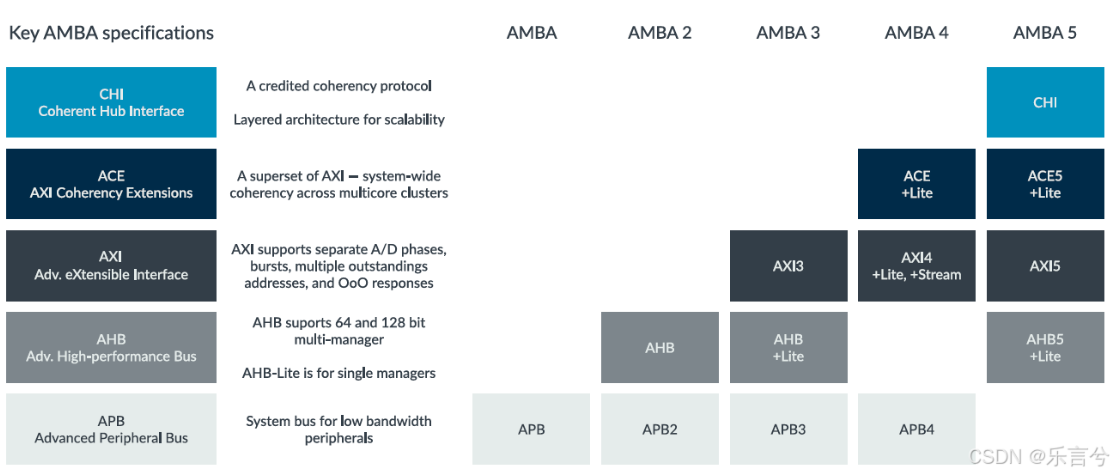 Key AMBA specifications
AMBA
AMBA 2
AMBA 3
AMBA 4
AMBA 5
CHI
Coherent Hub Interface
A credited coherency protocol
Layered architecture for scalability
CHI
ACE
AXI Coherency Extensions
A superset of AXI – system-wide
coherency across multicore clusters
ACE
+Lite
ACE5
+Lite
AXI
Adv. eXtensible Interface
AXI supports separate A/D phases,
bursts, multiple outstandings
addresses, and OoO responses
AXI3
AXI4
+Lite, +Stream
AXI5
AHB
Adv. High-performance Bus
AHB suports 64 and 128 bit
multi-manager
AHB-Lite is for single managers
AHB
AHB
+Lite
AHB5
+Lite
APB
Advanced Peripheral Bus
System bus for low bandwidth
peripherals
APB
APB2
APB3
APB4
CSDN @乐言兮